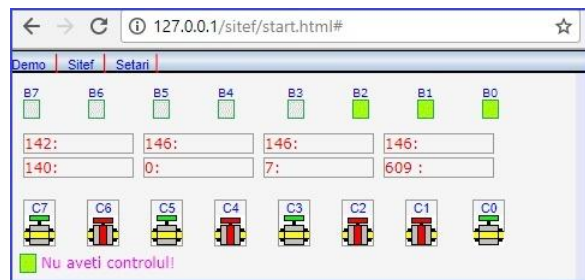 127.0.0.1/sitef/start.html#
Demo Sitef Setari
B7 B6 B5 B4 B3 B2 B1 B0
142: 146: 146: 146:
140: 0: 7: 609 :
C7 C6 C5 C4 C3 C2 C1 C0
Nu aveti controlul!